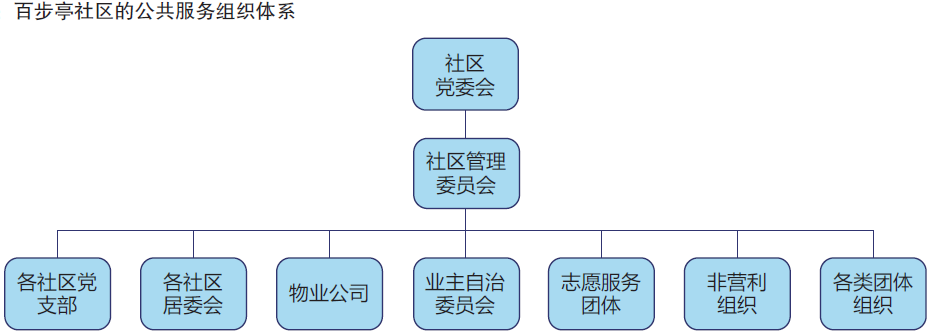 百步亭社区的公共服务组织体系
社区
党委会
社区管理
委员会
各社区党
支部
各社区
居委会
物业公司
业主自治
委员会
志愿服务
团体
非营利
组织
各类团体
组织